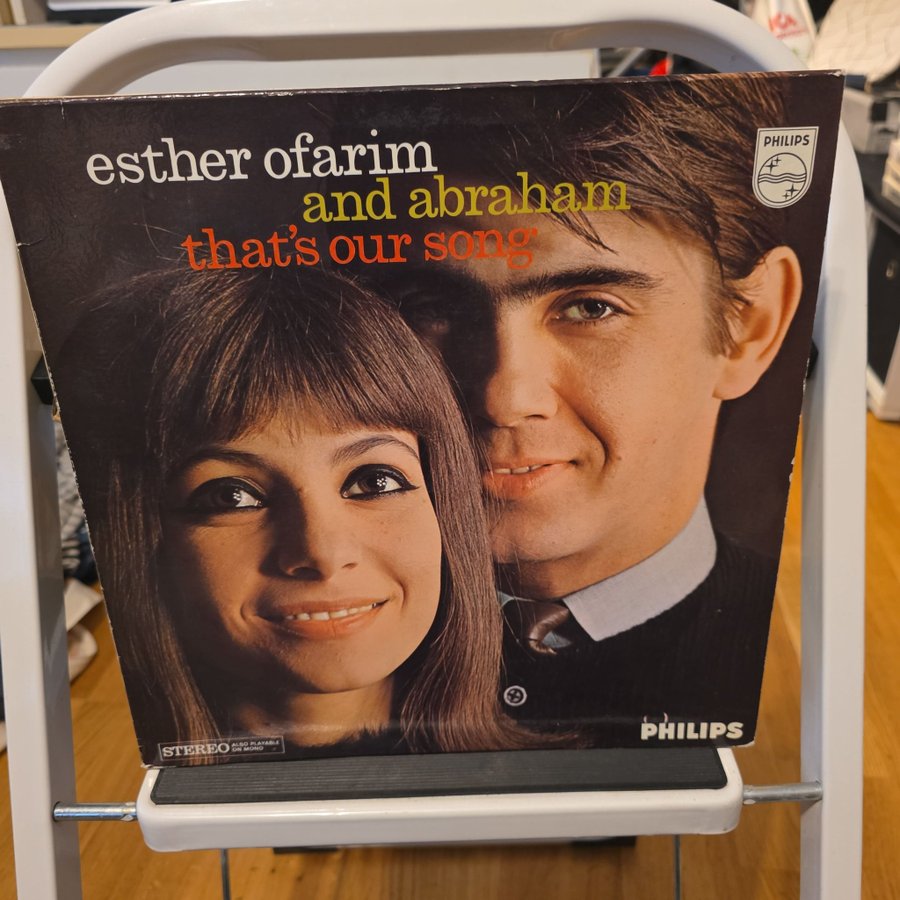 esther ofarim
and abraham
that's our song
PHILIPS
STEREO ALSO PLAYABLE
ON MONO
PHILIPS